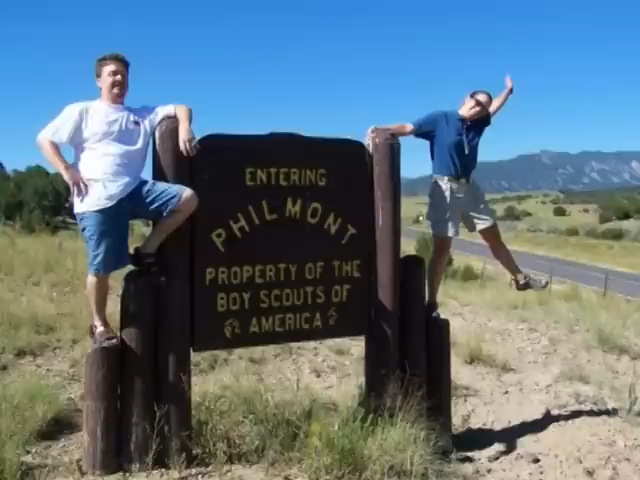 ENTERING
PHILMONT
PROPERTY OF THE
BOY SCOUTS OF
AMERICA